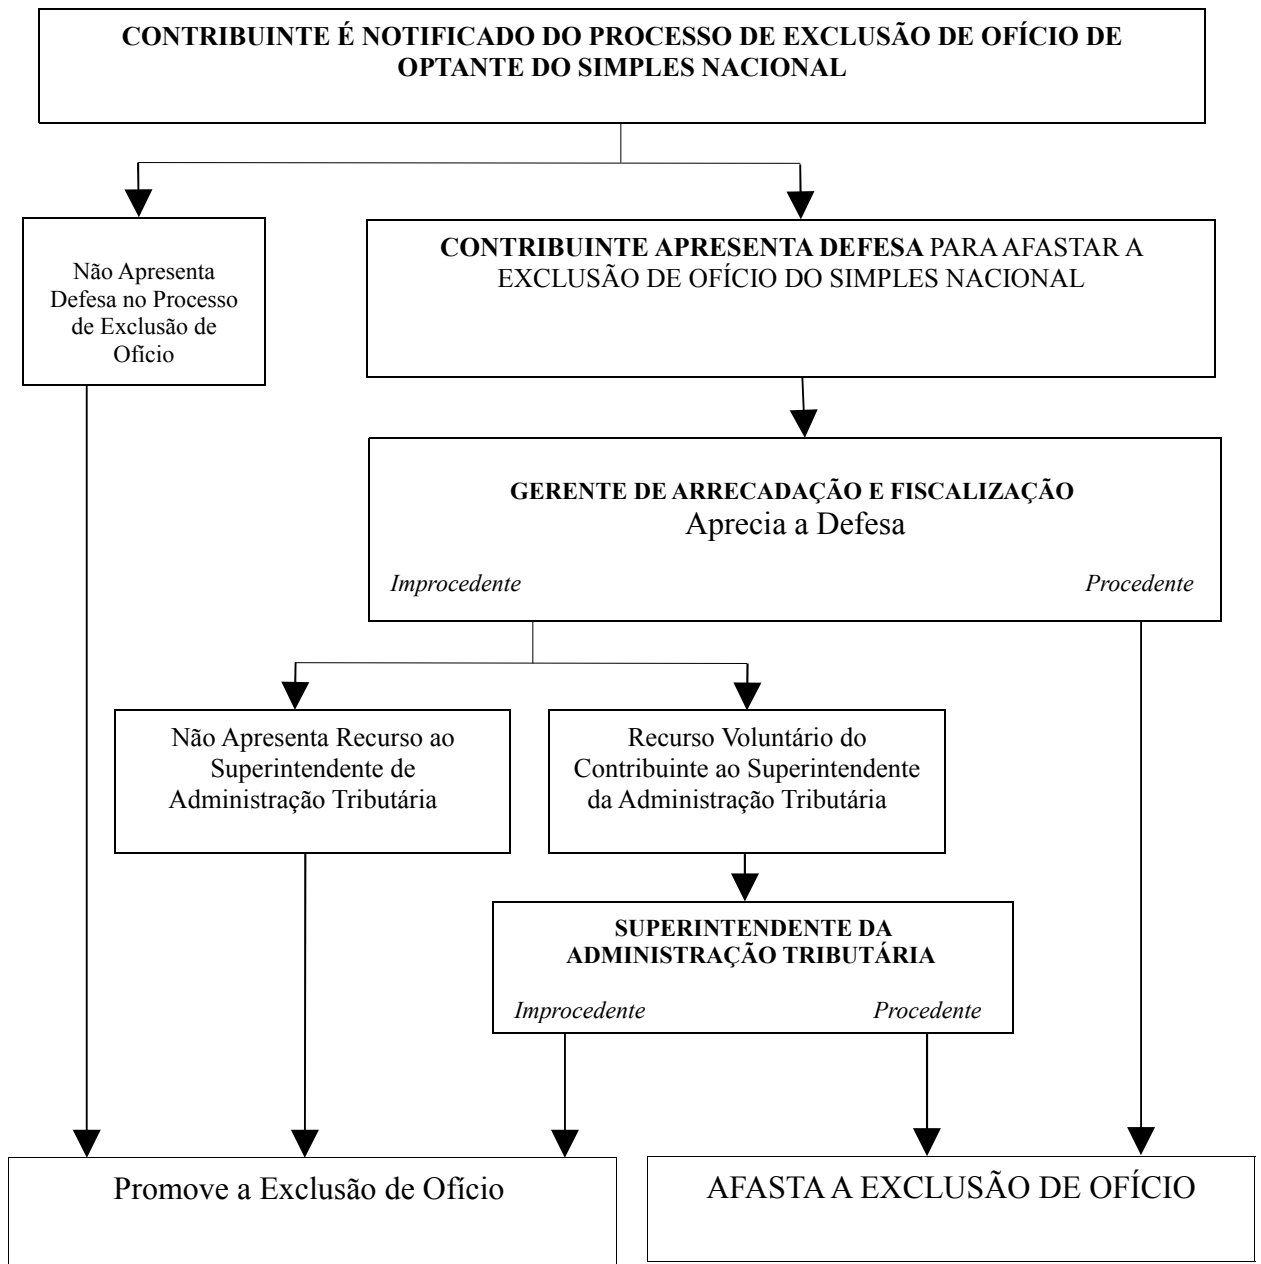 CONTRIBUINTE É NOTIFICADO DO PROCESSO DE EXCLUSÃO DE OFÍCIO DE
OPTANTE DO SIMPLES NACIONAL
Não Apresenta
Defesa no Processo
de Exclusão de
Ofício
CONTRIBUINTE APRESENTA DEFESA PARA AFASTAR A
EXCLUSÃO DE OFÍCIO DO SIMPLES NACIONAL
GERENTE DE ARRECADAÇÃO E FISCALIZAÇÃO
Aprecia a Defesa
Improcedente Procedente
Não Apresenta Recurso ao
Superintendente de
Administração Tributária
Recurso Voluntário do
Contribuinte ao Superintendente
da Administração Tributária
SUPERINTENDENTE DA
ADMINISTRAÇÃO TRIBUTÁRIA
Improcedente Procedente
Promove a Exclusão de Ofício
AFASTA A EXCLUSÃO DE OFÍCIO